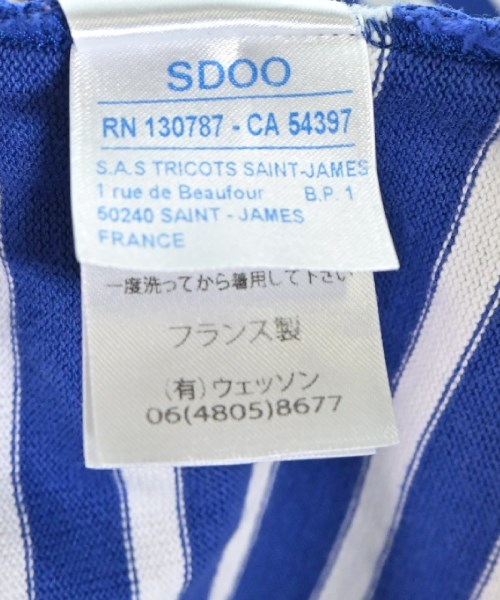 SDOO
RN 130787 - CA 54397
S.A.S TRICOTS SAINT-JAMES
1 rue de Beaufour B.P. 1
50240 SAINT - JAMES
FRANCE
一度洗ってから着用して下さい
フランス製
（有）ウェッソン
06(4805)8677